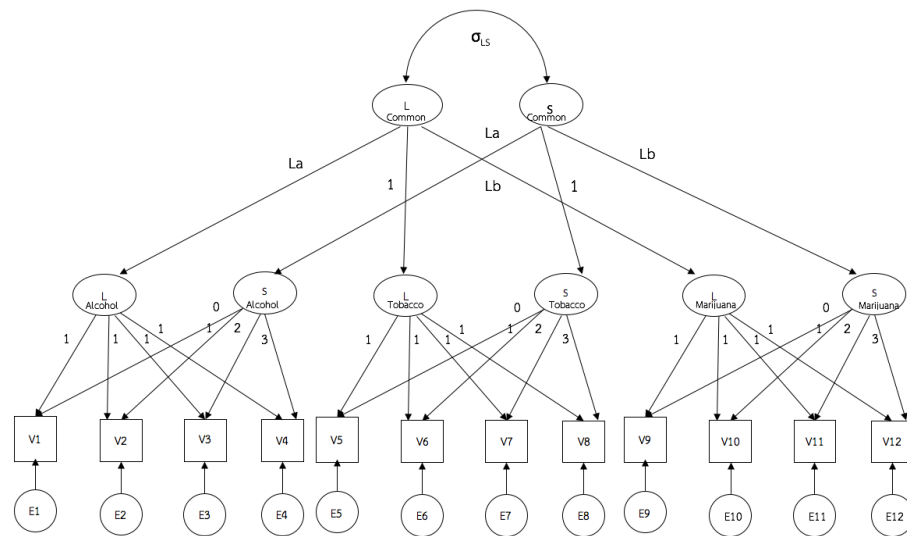 σLS
L
Common
S
Common
La
La
Lb
1
Lb
1
L
Alcohol
S
Alcohol
L
Tobacco
S
Tobacco
L
Marijuana
S
Marijuana
0
0
0
1
1
1
1
1
2
3
1
1
1
1
1
2
3
1
1
1
1
1
2
3
V1
V2
V3
V4
V5
V6
V7
V8
V9
V10
V11
V12
E1
E2
E3
E4
E5
E6
E7
E8
E9
E10
E11
E12